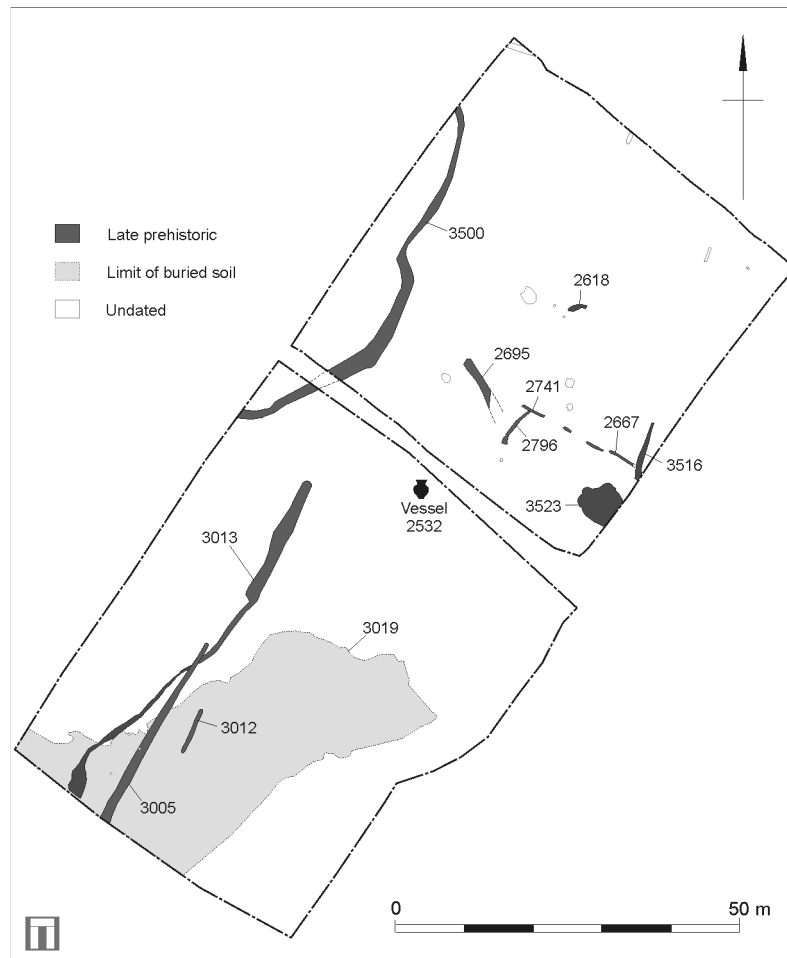 3500
Late prehistoric
Limit of buried soil
Undated
2618
2695
2741
2796
2667
3516
3523
Vessel
2532
3013
3019
3012
3005
0
50 m